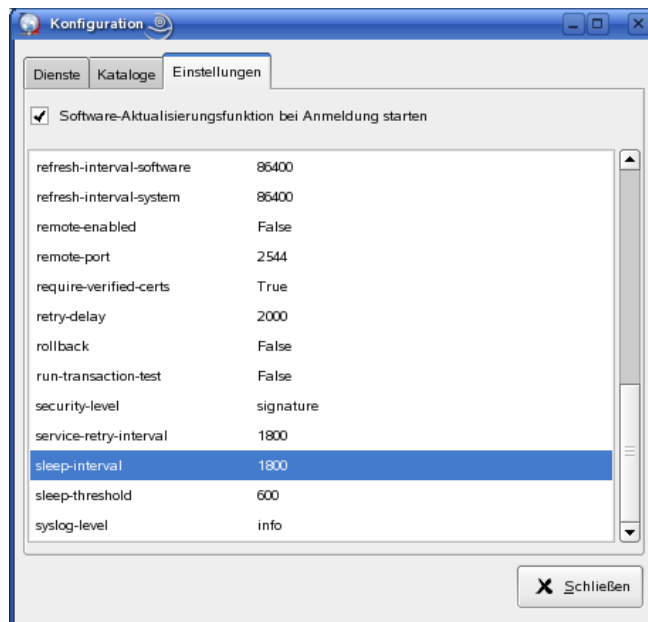 Konfiguration
Dienste Kataloge Einstellungen
Software-Aktualisierungsfunktion bei Anmeldung starten
refresh-interval-software 86400
refresh-interval-system 86400
remote-enabled False
remote-port 2544
require-verified-certs True
retry-delay 2000
rollback False
run-transaction-test False
security-level signature
service-retry-interval 1800
sleep-interval 1800
sleep-threshold 600
syslog-level info
Schließen